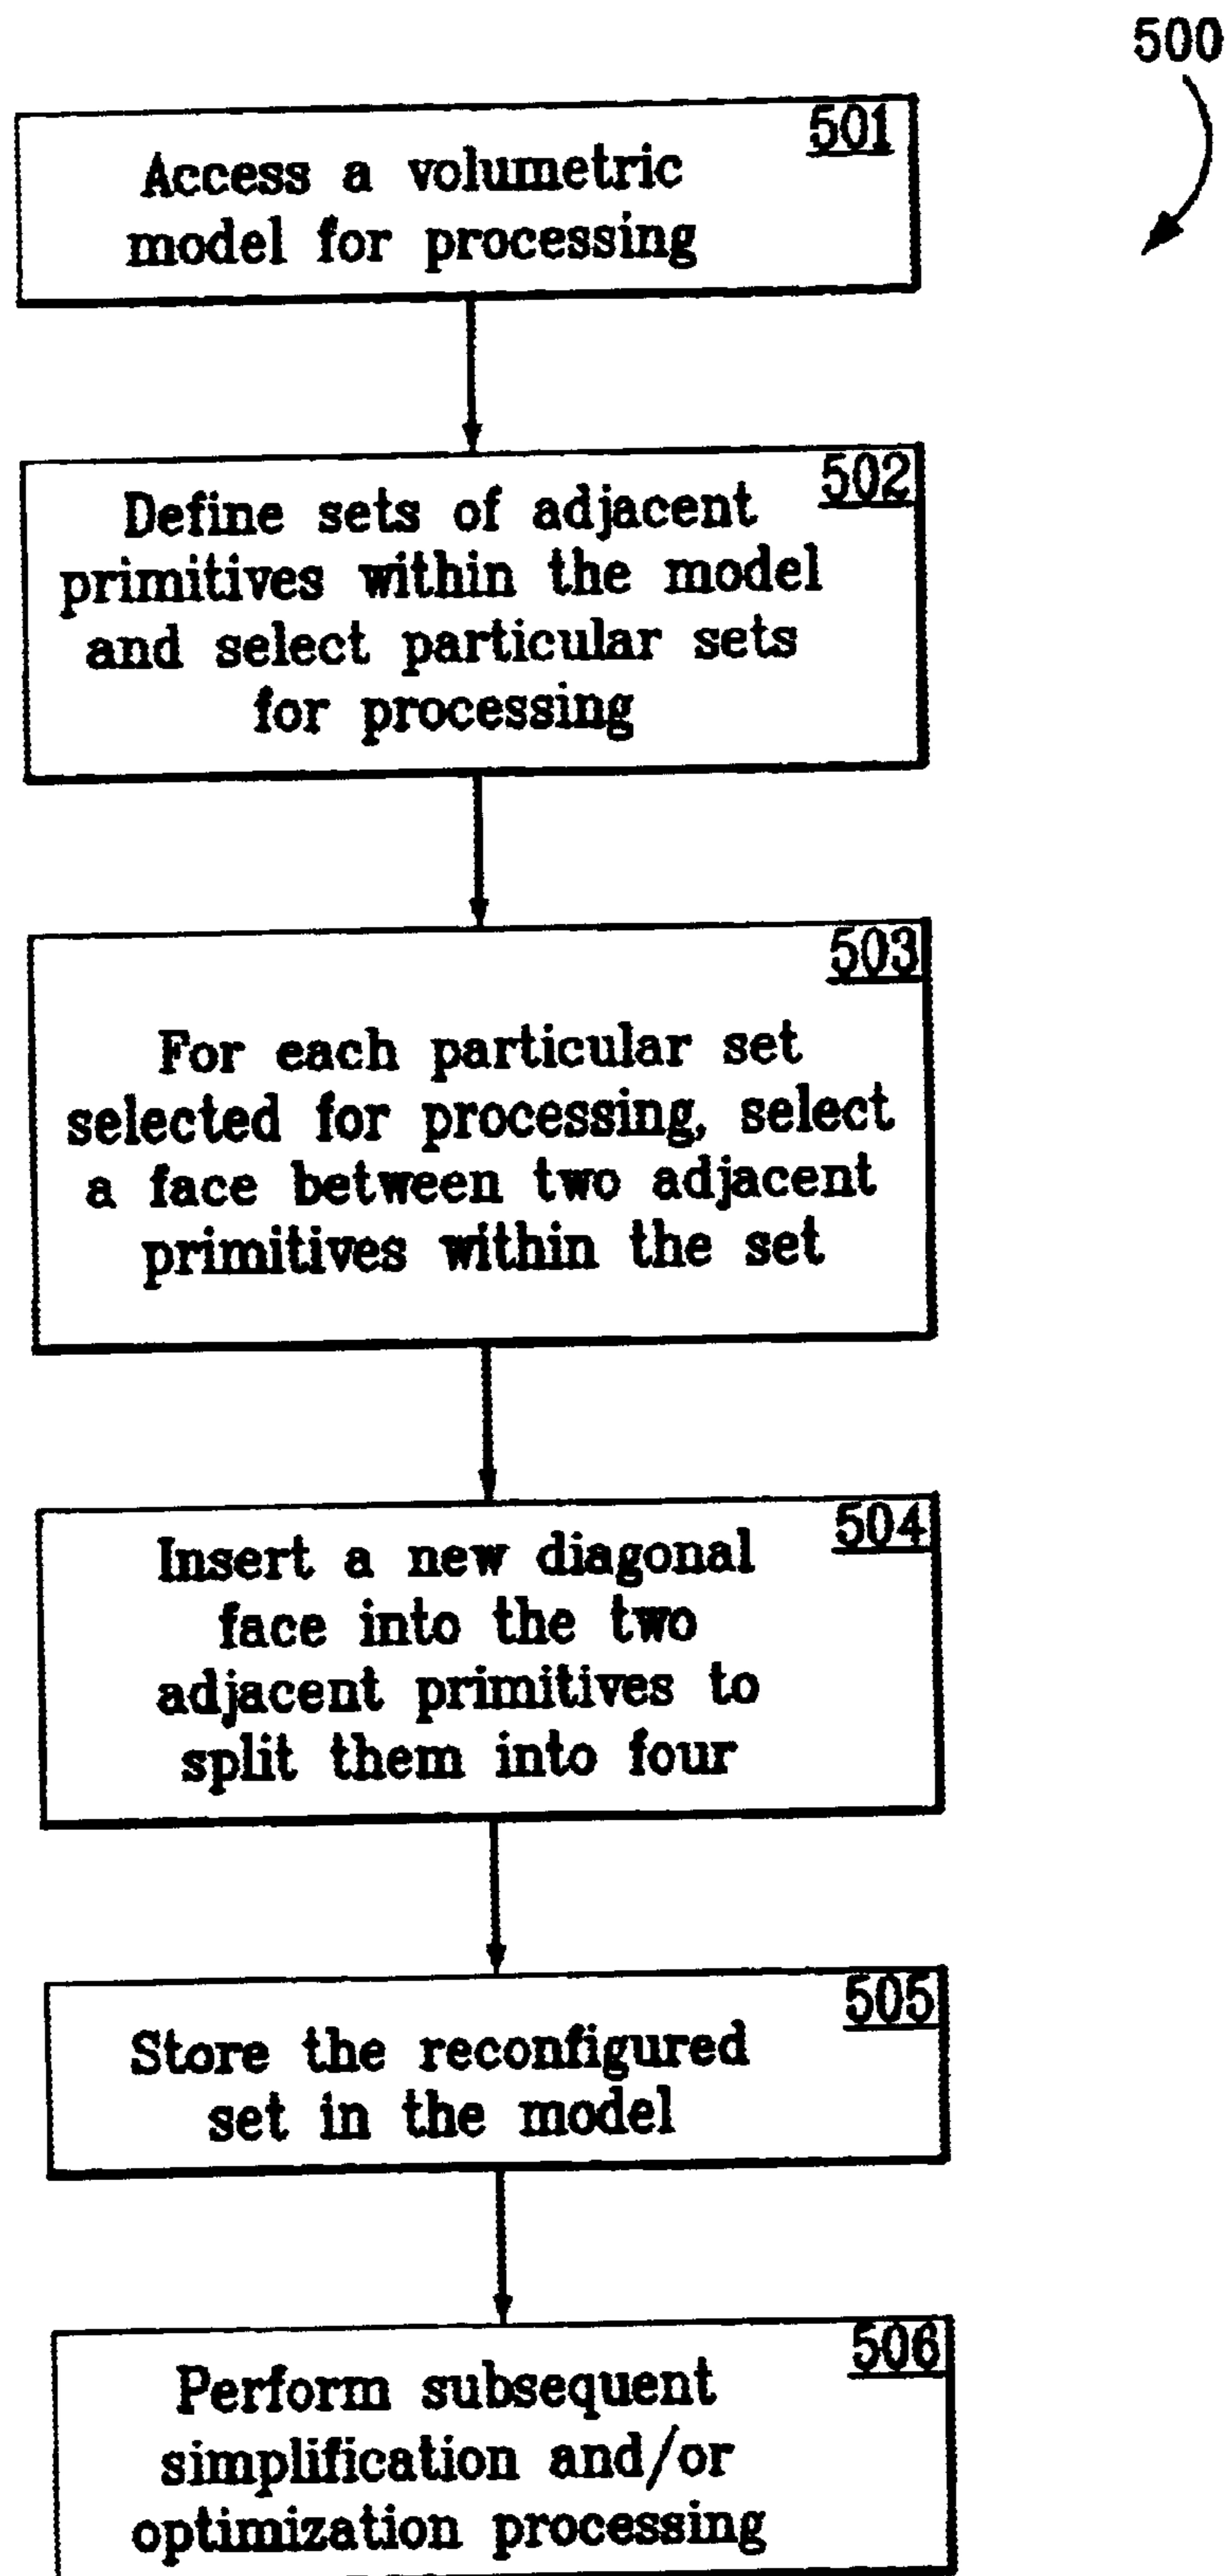 500
501
Access a volumetric
model for processing
502
Define sets of adjacent
primitives within the model
and select particular sets
for processing
503
For each particular set
selected for processing, select
a face between two adjacent
primitives within the set
504
Insert a new diagonal
face into the two
adjacent primitives to
split them into four
505
Store the reconfigured
set in the model
506
Perform subsequent
simplification and/or
optimization processing